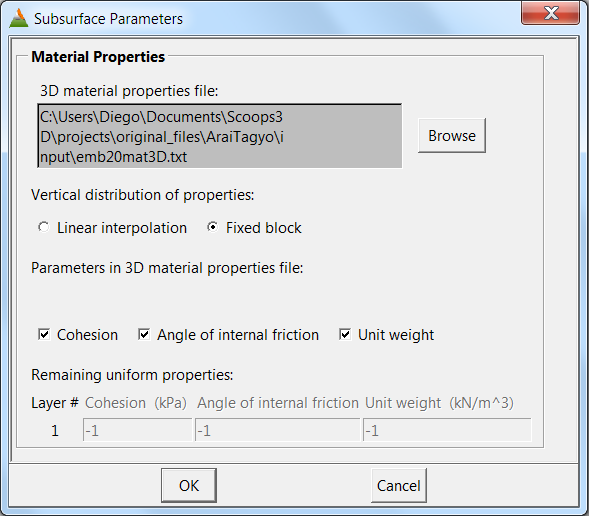 Subsurface Parameters
Material Properties
3D material properties file:
C:\Users\Diego\Documents\Scoops3
D\projects\original_files\AraiTagyo\i
nput\emb20mat3D.txt
Browse
Vertical distribution of properties:
Linear interpolation Fixed block
Parameters in 3D material properties file:
Cohesion Angle of internal friction Unit weight
Remaining uniform properties:
Layer # Cohesion (kPa) Angle of internal friction Unit weight (kN/m^3)
1 -1 -1 -1
OK Cancel